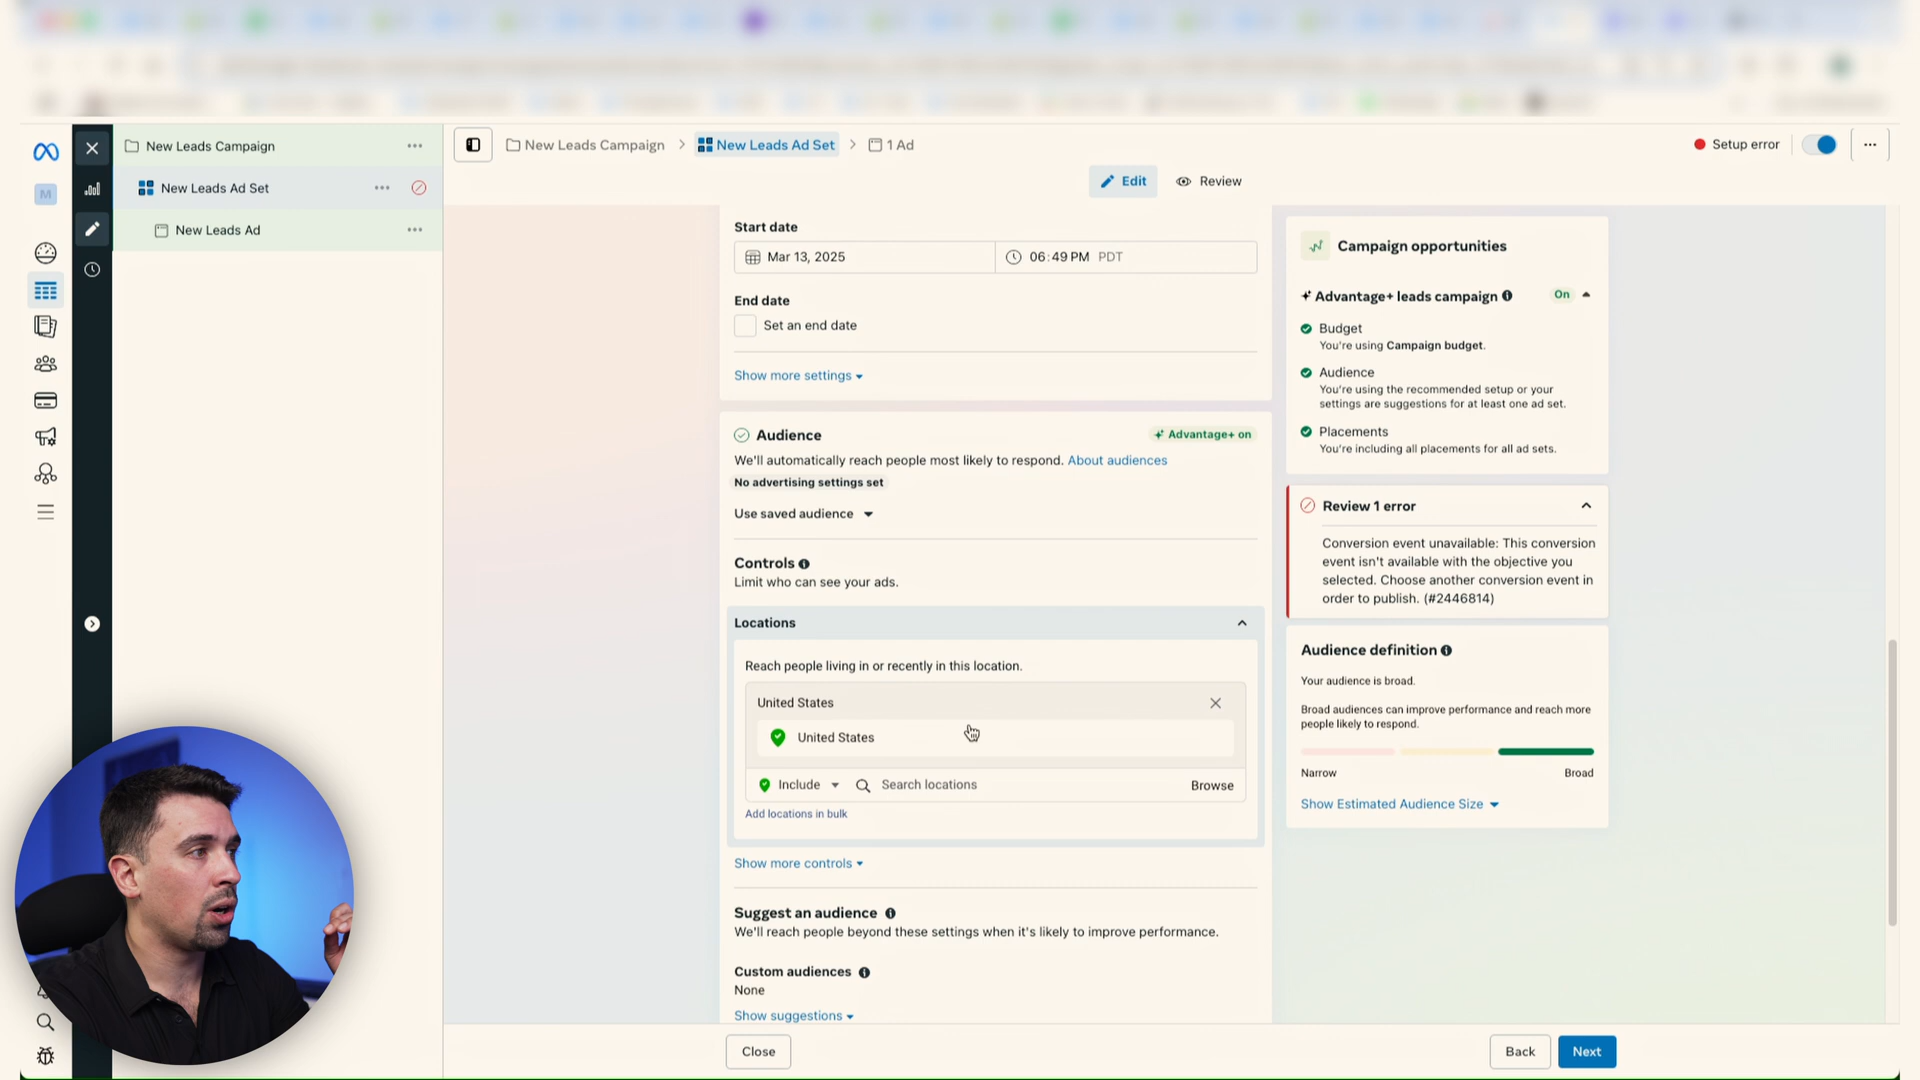 New Leads Campaign
New Leads Ad Set
New Leads Ad
M
New Leads Campaign
New Leads Ad Set
1 Ad
Setup error
Edit
Review
Start date
Mar 13, 2025
06:49 PM PDT
End date
Set an end date
Show more settings
Audience
Advantage+ on
We'll automatically reach people most likely to respond. About audiences
No advertising settings set
Use saved audience
Controls
Limit who can see your ads.
Locations
Reach people living in or recently in this location.
United States
United States
Include
Search locations
Browse
Add locations in bulk
Show more controls
Suggest an audience
We'll reach people beyond these settings when it's likely to improve performance.
Custom audiences
None
Show suggestions
Close
Back
Next
Campaign opportunities
Advantage+ leads campaign
On
Budget
You're using Campaign budget.
Audience
You're using the recommended setup or your
settings are suggestions for at least one ad set.
Placements
You're including all placements for all ad sets.
Review 1 error
Conversion event unavailable: This conversion
event isn't available with the objective you
selected. Choose another conversion event in
order to publish. (#2446814)
Audience definition
Your audience is broad.
Broad audiences can improve performance and reach more
people likely to respond.
Narrow
Broad
Show Estimated Audience Size